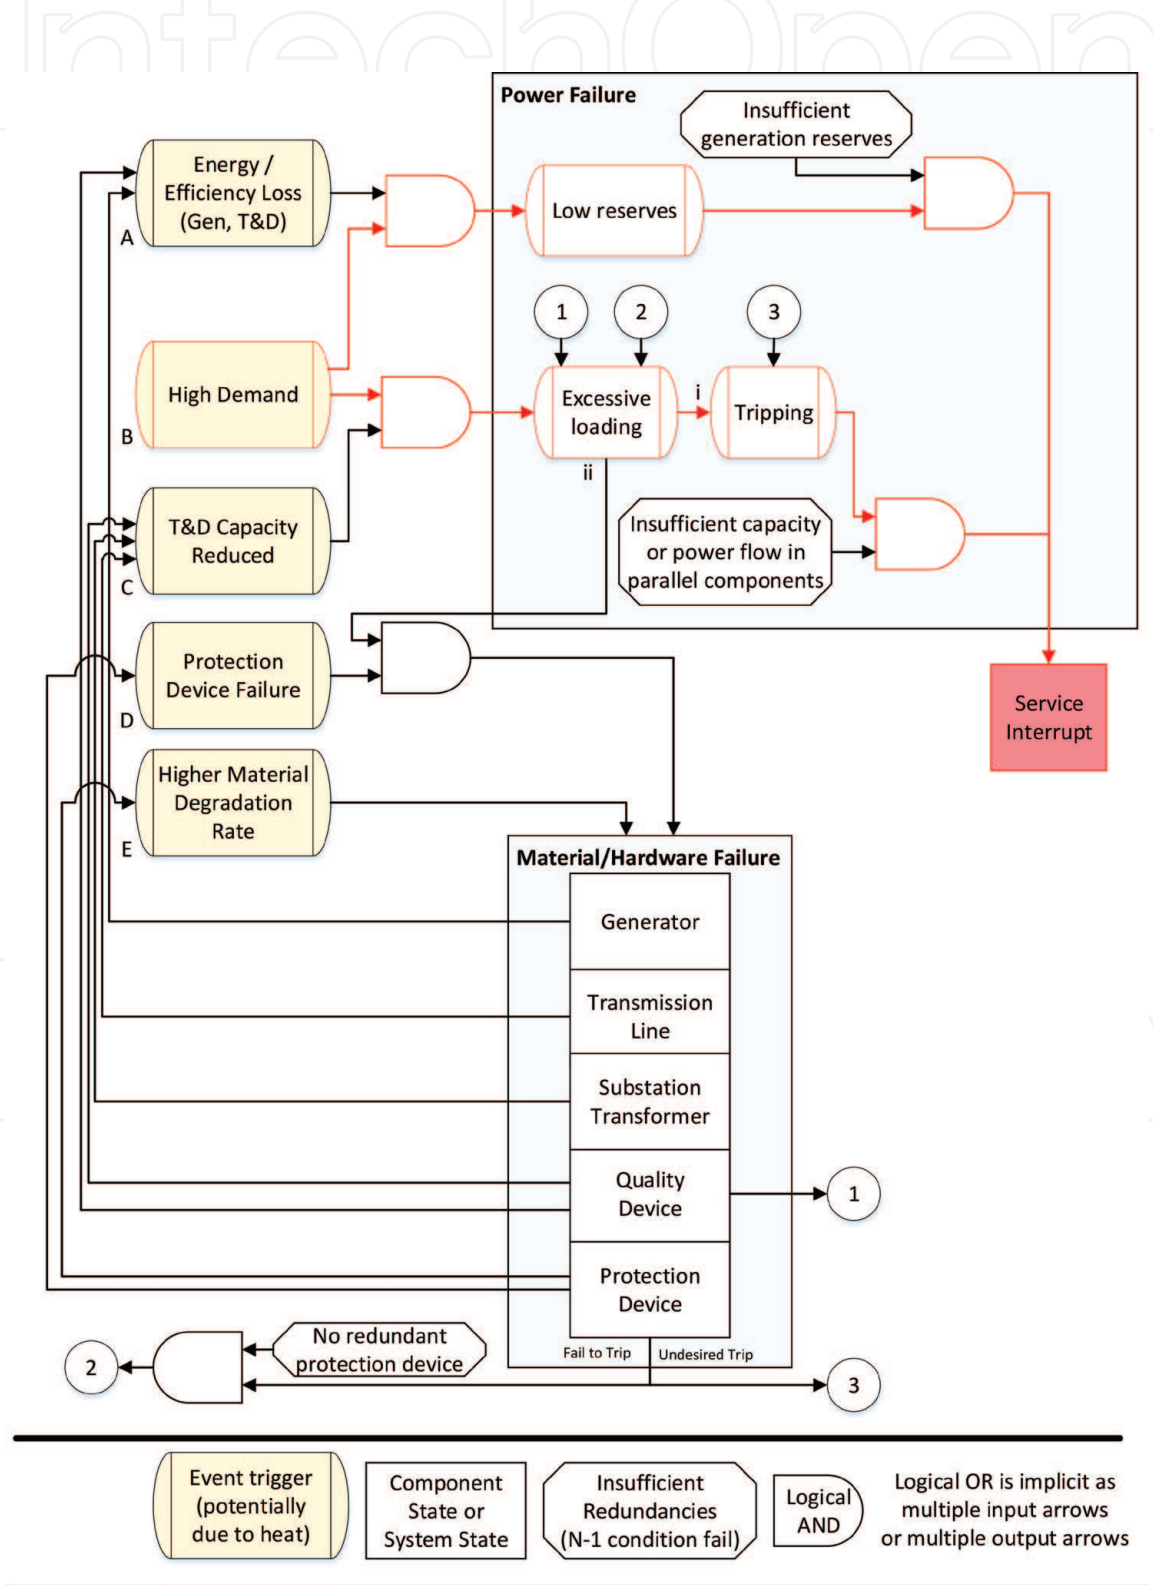 IntechOpen
Power Failure
Insufficient
generation reserves
Energy /
Efficiency Loss
(Gen, T&D)
A
Low reserves
1
2
3
High Demand
B
Excessive
loading
i
ii
Tripping
T&D Capacity
Reduced
C
Insufficient capacity
or power flow in
parallel components
Protection
Device Failure
D
Service
Interrupt
Higher Material
Degradation
Rate
E
Material/Hardware Failure
Generator
Transmission
Line
Substation
Transformer
Quality
Device
1
Protection
Device
No redundant
protection device
2
Fail to Trip
Undesired Trip
3
Event trigger
(potentially
due to heat)
Component
State or
System State
Insufficient
Redundancies
(N-1 condition fail)
Logical
AND
Logical OR is implicit as
multiple input arrows
or multiple output arrows